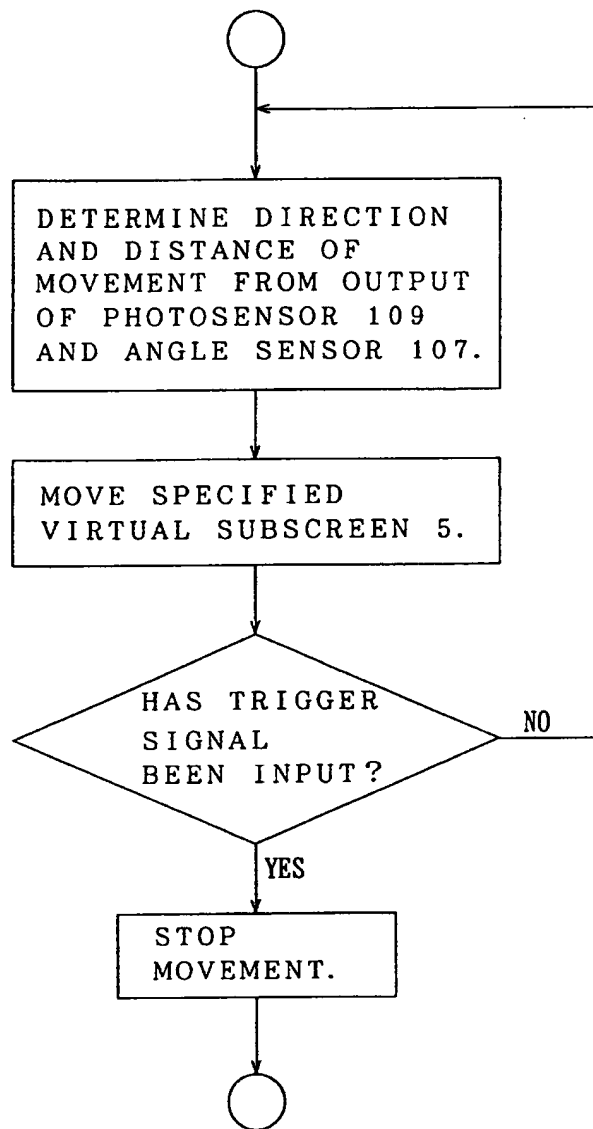 DETERMINE DIRECTION
AND DISTANCE OF
MOVEMENT FROM OUTPUT
OF PHOTOSENSOR 109
AND ANGLE SENSOR 107.
MOVE SPECIFIED
VIRTUAL SUBSCREEN 5.
HAS TRIGGER
SIGNAL
BEEN INPUT?
NO
YES
STOP
MOVEMENT.